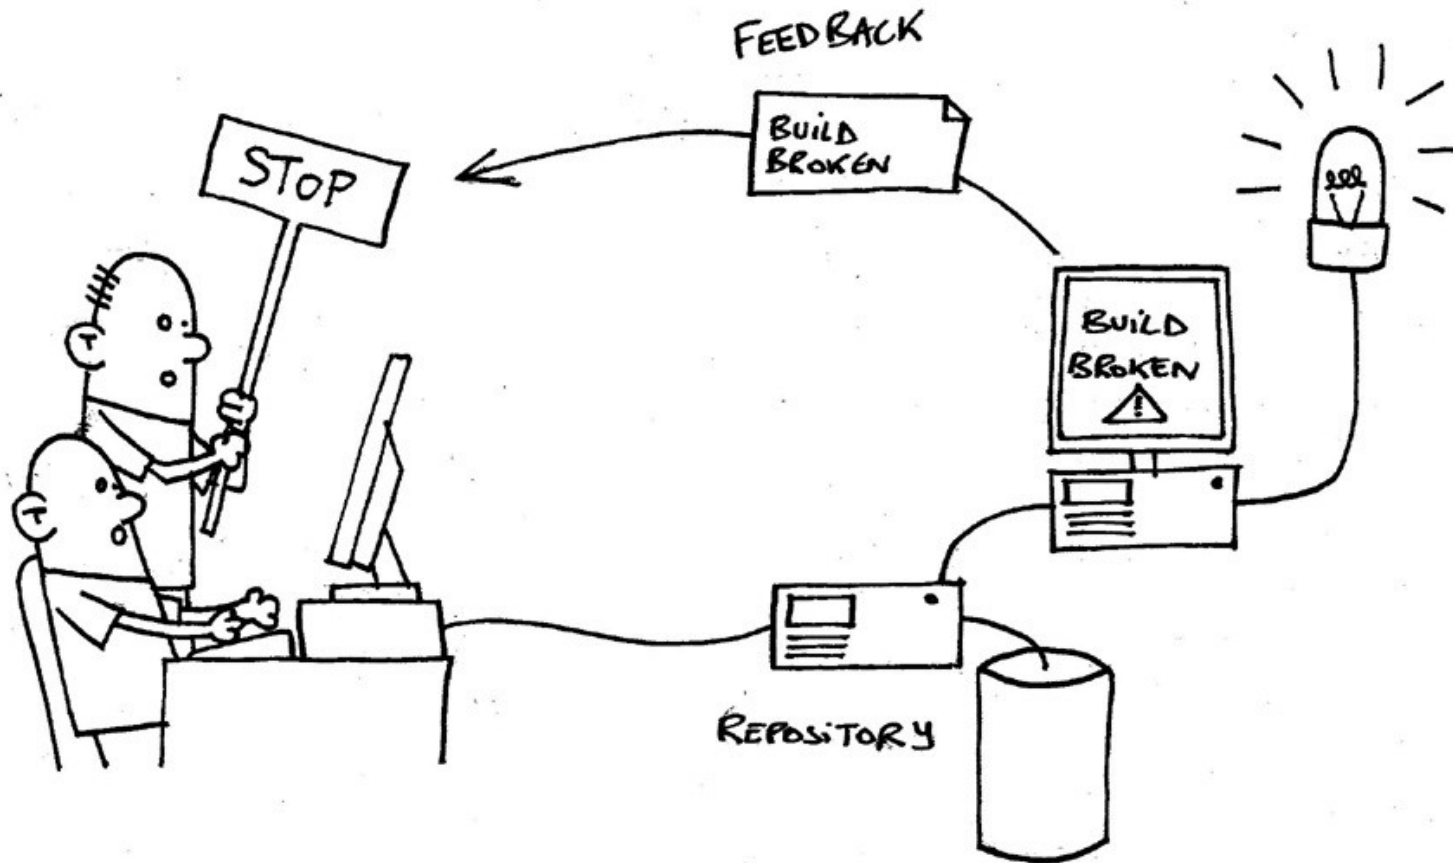 FEEDBACK
BUILD
BROKEN
STOP
BUILD
BROKEN
!
REPOSITORY